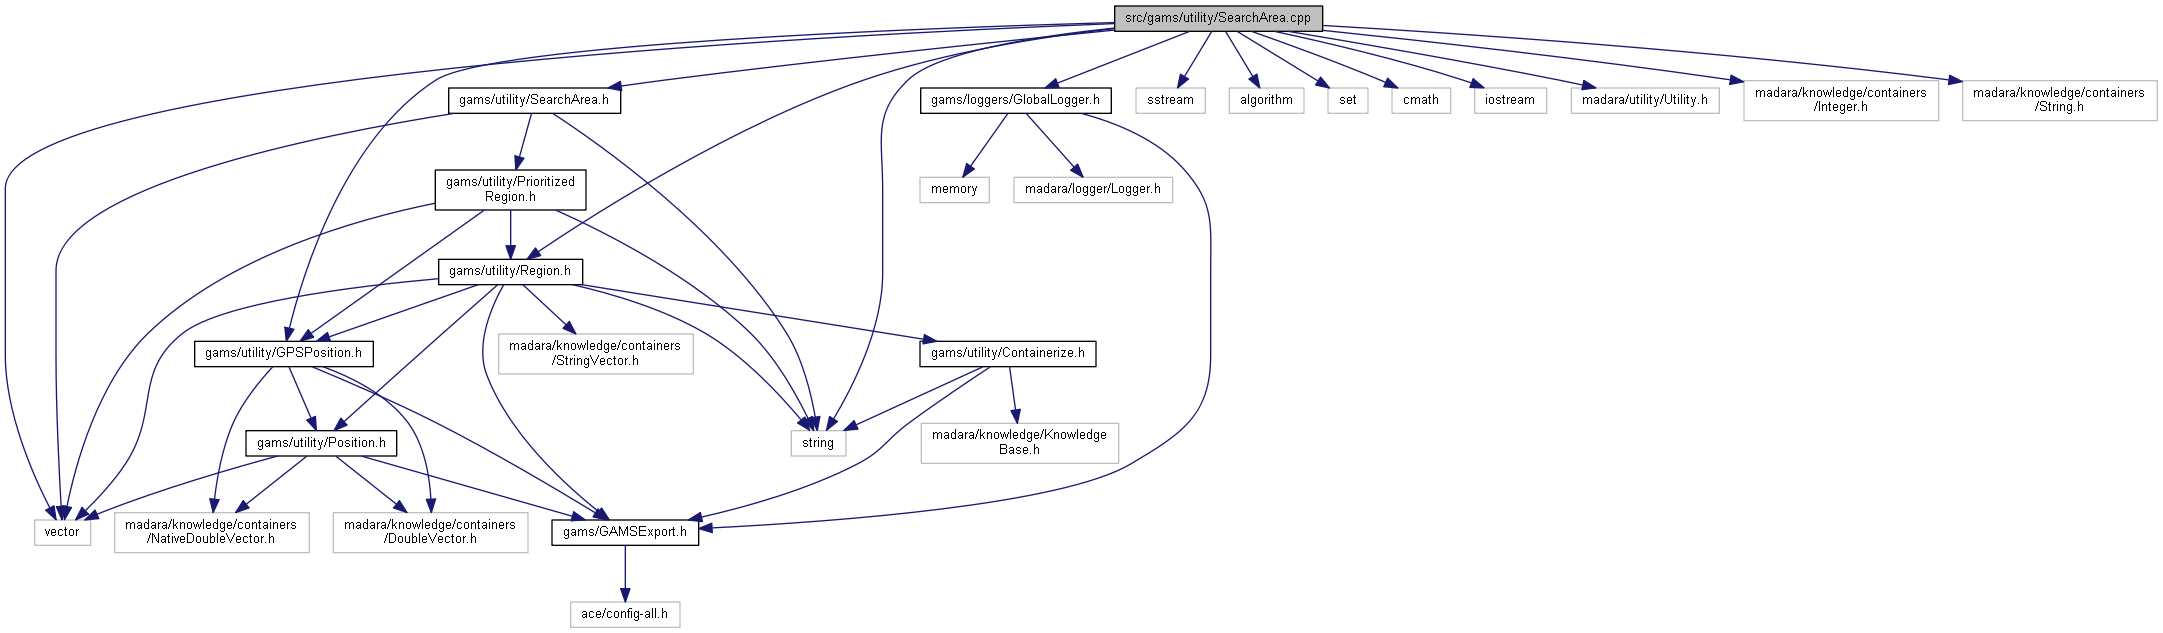 src/gams/utility/SearchArea.cpp
gams/utility/SearchArea.h
gams/loggers/GlobalLogger.h
sstream
algorithm
set
cmath
iostream
madara/utility/Utility.h
madara/knowledge/containers
/Integer.h
madara/knowledge/containers
/String.h
gams/utility/Prioritized
Region.h
memory
madara/logger/Logger.h
gams/utility/Region.h
gams/utility/GPSPosition.h
madara/knowledge/containers
/StringVector.h
gams/utility/Containerize.h
gams/utility/Position.h
string
madara/knowledge/Knowledge
Base.h
vector
madara/knowledge/containers
/NativeDoubleVector.h
madara/knowledge/containers
/DoubleVector.h
gams/GAMSExport.h
ace/config-all.h